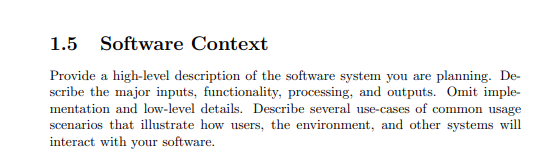 1.5 Software Context
Provide a high-level description of the software system you are planning. De-
scribe the major inputs, functionality, processing, and outputs. Omit imple-
mentation and low-level details. Describe several use-cases of common usage
scenarios that illustrate how users, the environment, and other systems will
interact with your software.